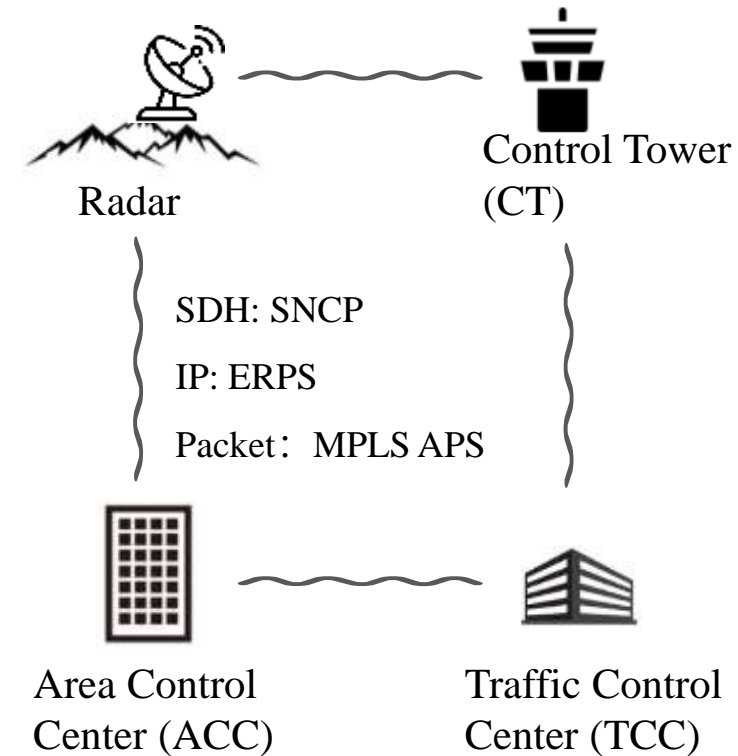 Radar
Control Tower
(CT)
SDH: SNCP
IP: ERPS
Packet：MPLS APS
Area Control
Center (ACC)
Traffic Control
Center (TCC)